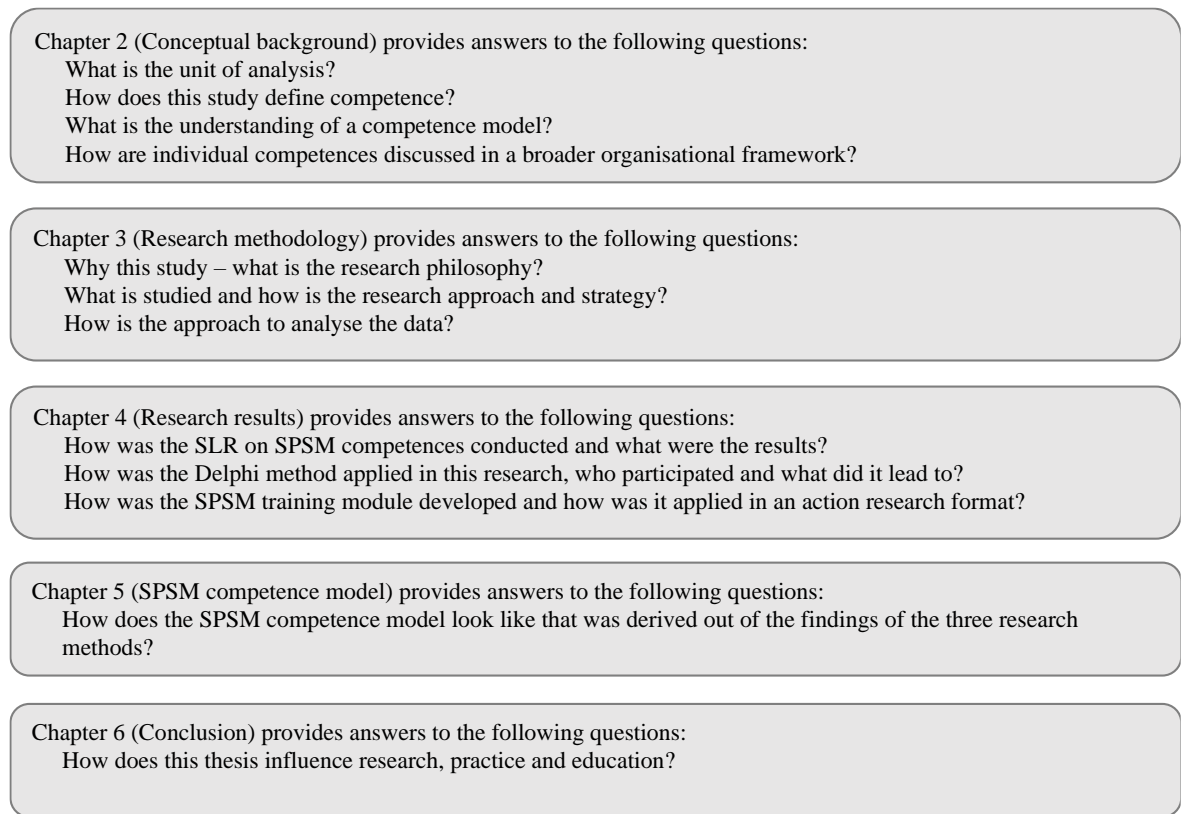 Chapter 2 (Conceptual background) provides answers to the following questions:
What is the unit of analysis?
How does this study define competence?
What is the understanding of a competence model?
How are individual competences discussed in a broader organisational framework?
Chapter 3 (Research methodology) provides answers to the following questions:
Why this study – what is the research philosophy?
What is studied and how is the research approach and strategy?
How is the approach to analyse the data?
Chapter 4 (Research results) provides answers to the following questions:
How was the SLR on SPSM competences conducted and what were the results?
How was the Delphi method applied in this research, who participated and what did it lead to?
How was the SPSM training module developed and how was it applied in an action research format?
Chapter 5 (SPSM competence model) provides answers to the following questions:
How does the SPSM competence model look like that was derived out of the findings of the three research
methods?
Chapter 6 (Conclusion) provides answers to the following questions:
How does this thesis influence research, practice and education?